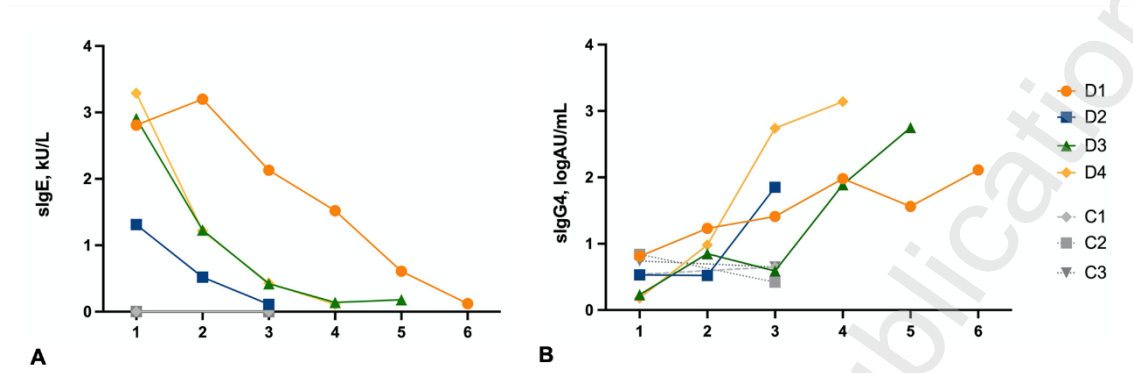 4
3
2
1
0
sIgE, kU/L
1 2 3 4 5 6
A
4
3
2
1
0
sIgG4, logAU/mL
1 2 3 4 5 6
B
D1
D2
D3
D4
C1
C2
C3
ublication